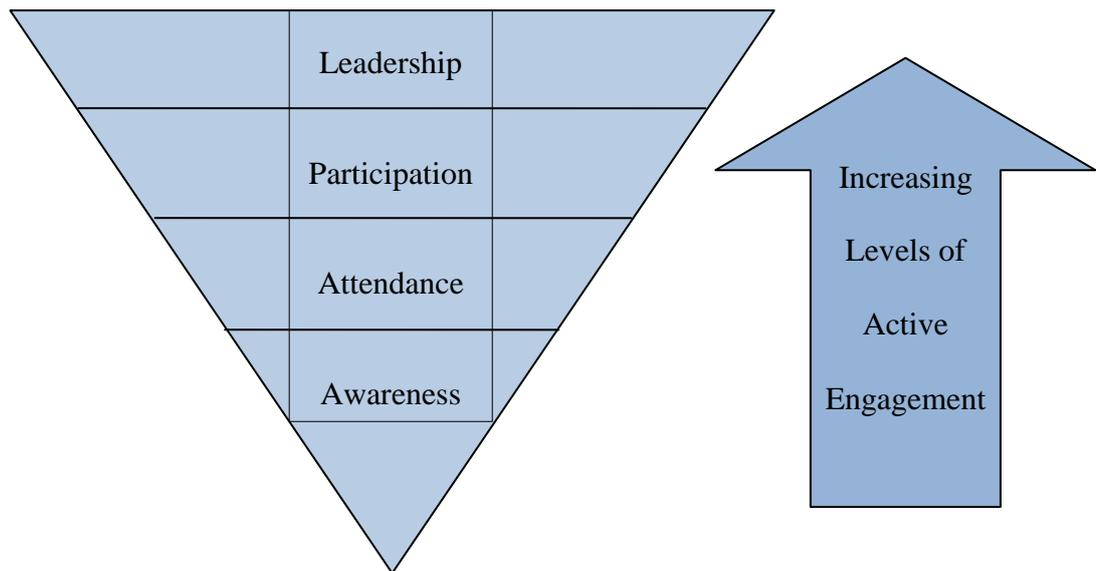 Leadership
Participation
Attendance
Awareness
Increasing
Levels of
Active
Engagement